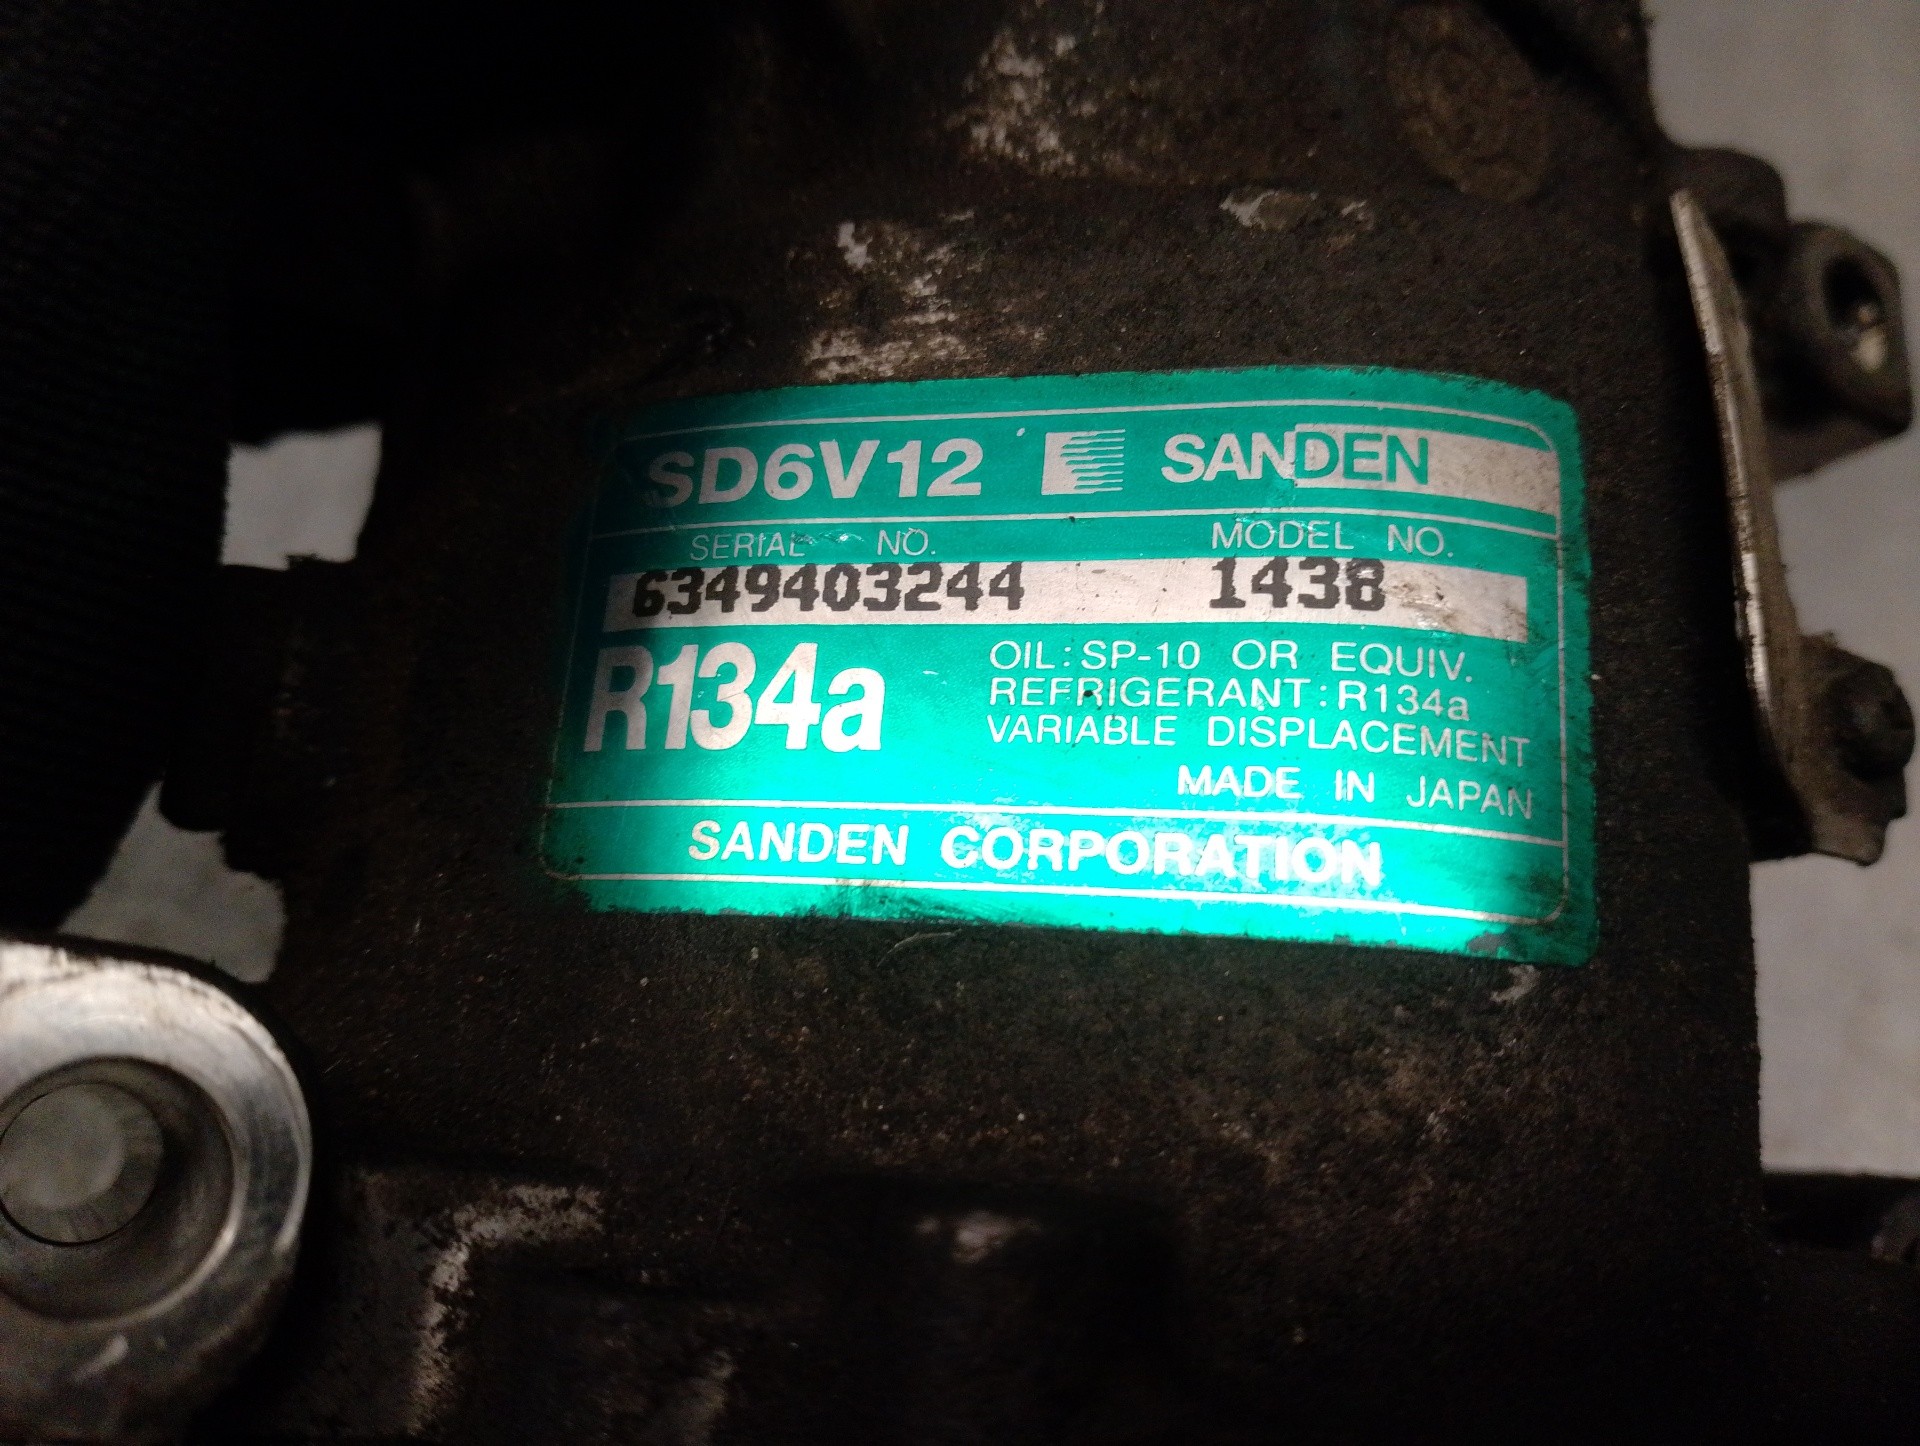 SD6V12 SANDEN
SERIAL NO. MODEL NO.
6349403244 1438
R134a
OIL:SP-10 OR EQUIV.
REFRIGERANT:R134a
VARIABLE DISPLACEMENT
MADE IN JAPAN
SANDEN CORPORATION